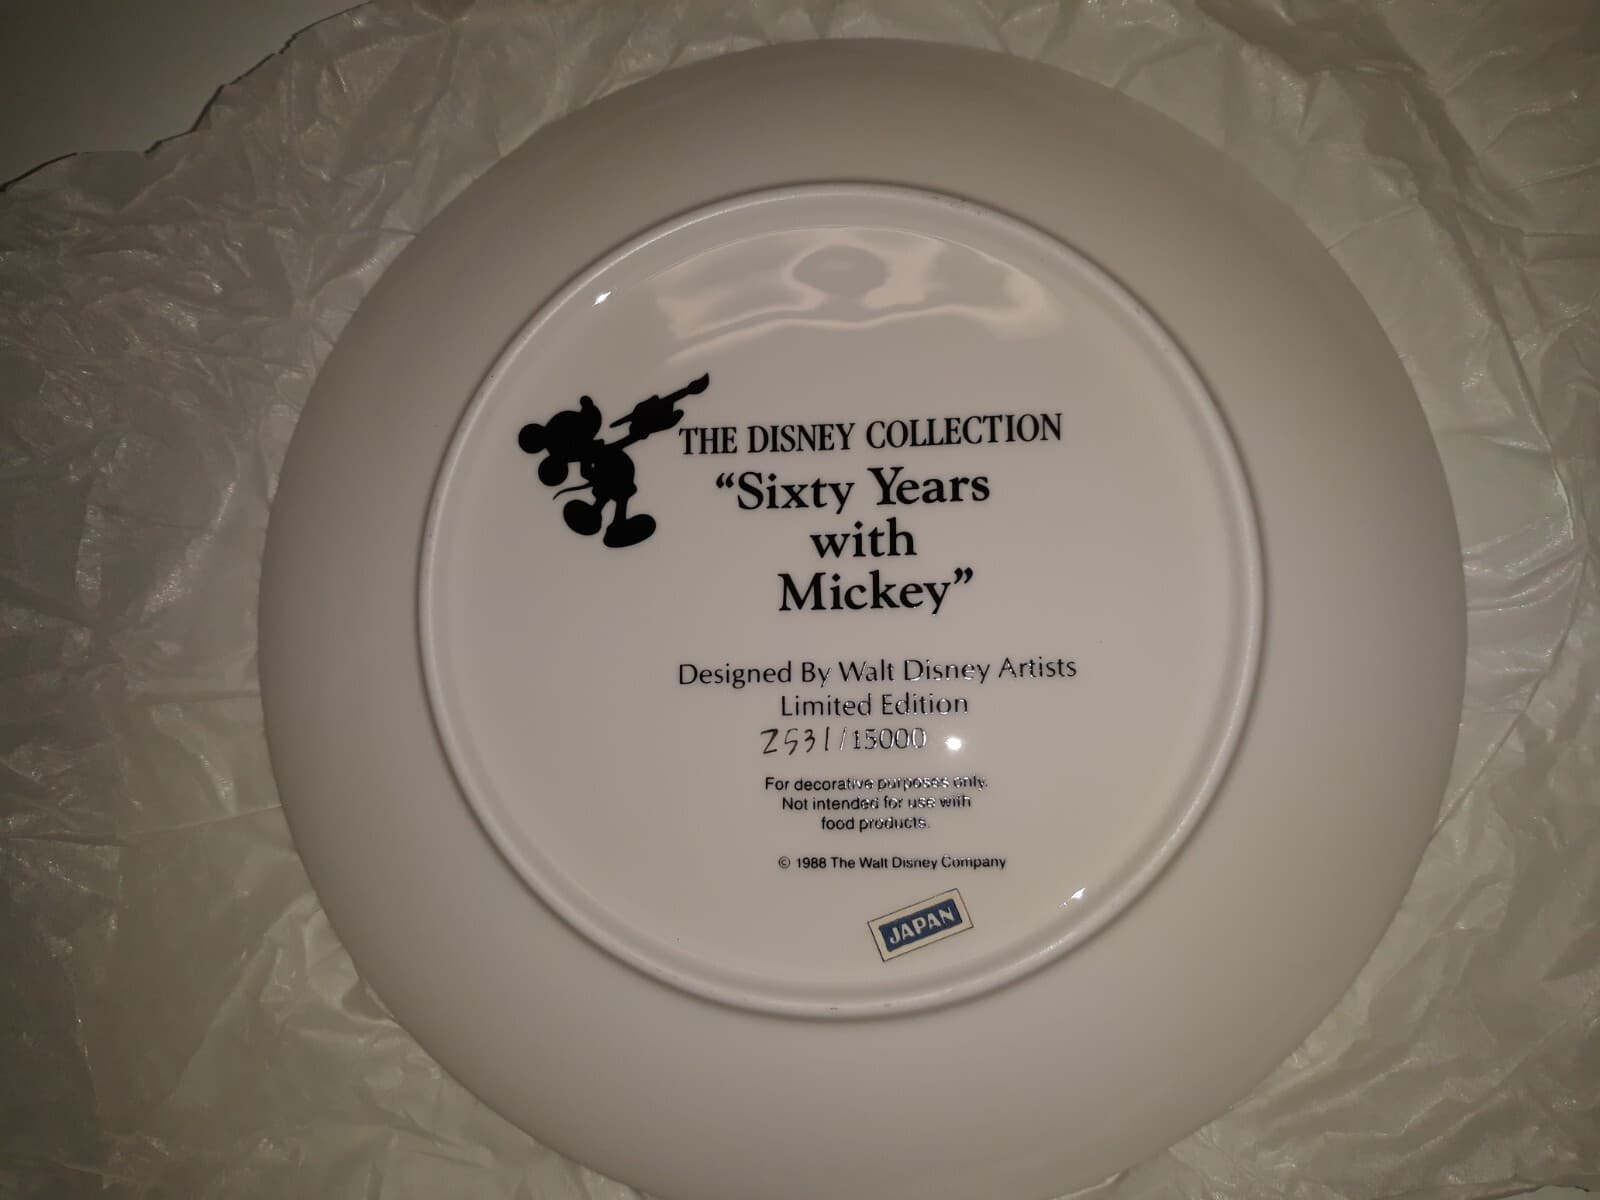 THE DISNEY COLLECTION
“Sixty Years
with
Mickey”
Designed By Walt Disney Artists
Limited Edition
2531/15000
For decorative purposes only.
Not intended for use with
food products.
© 1988 The Walt Disney Company
JAPAN